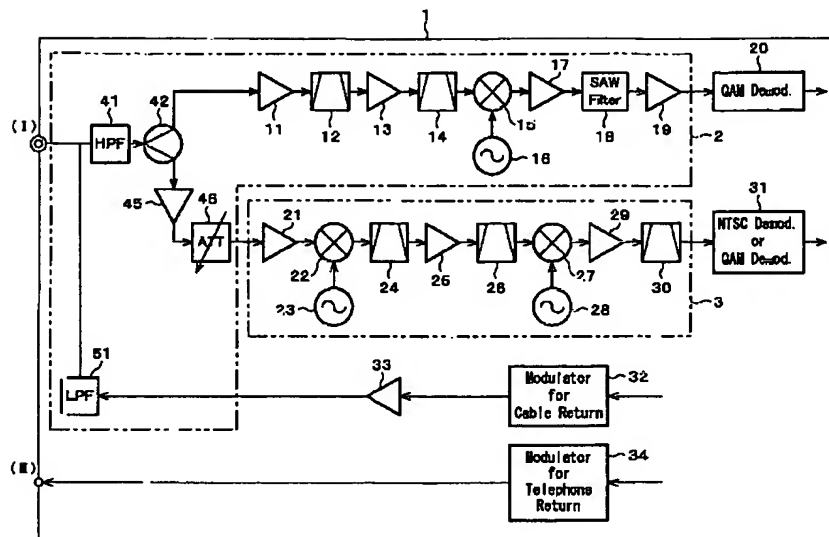 1
17
20
41
42
SAW
Filter
QAM Demod.
(I)
HPF
11
12
13
14
15
16
18
19
2
45
46
ATT
21
29
31
22
24
25
26
27
30
NTSC Demod.
or
QAM Demod.
23
28
3
51
LPF
33
32
Modulator
for
Cable Return
34
Modulator
for
Telephone
Return